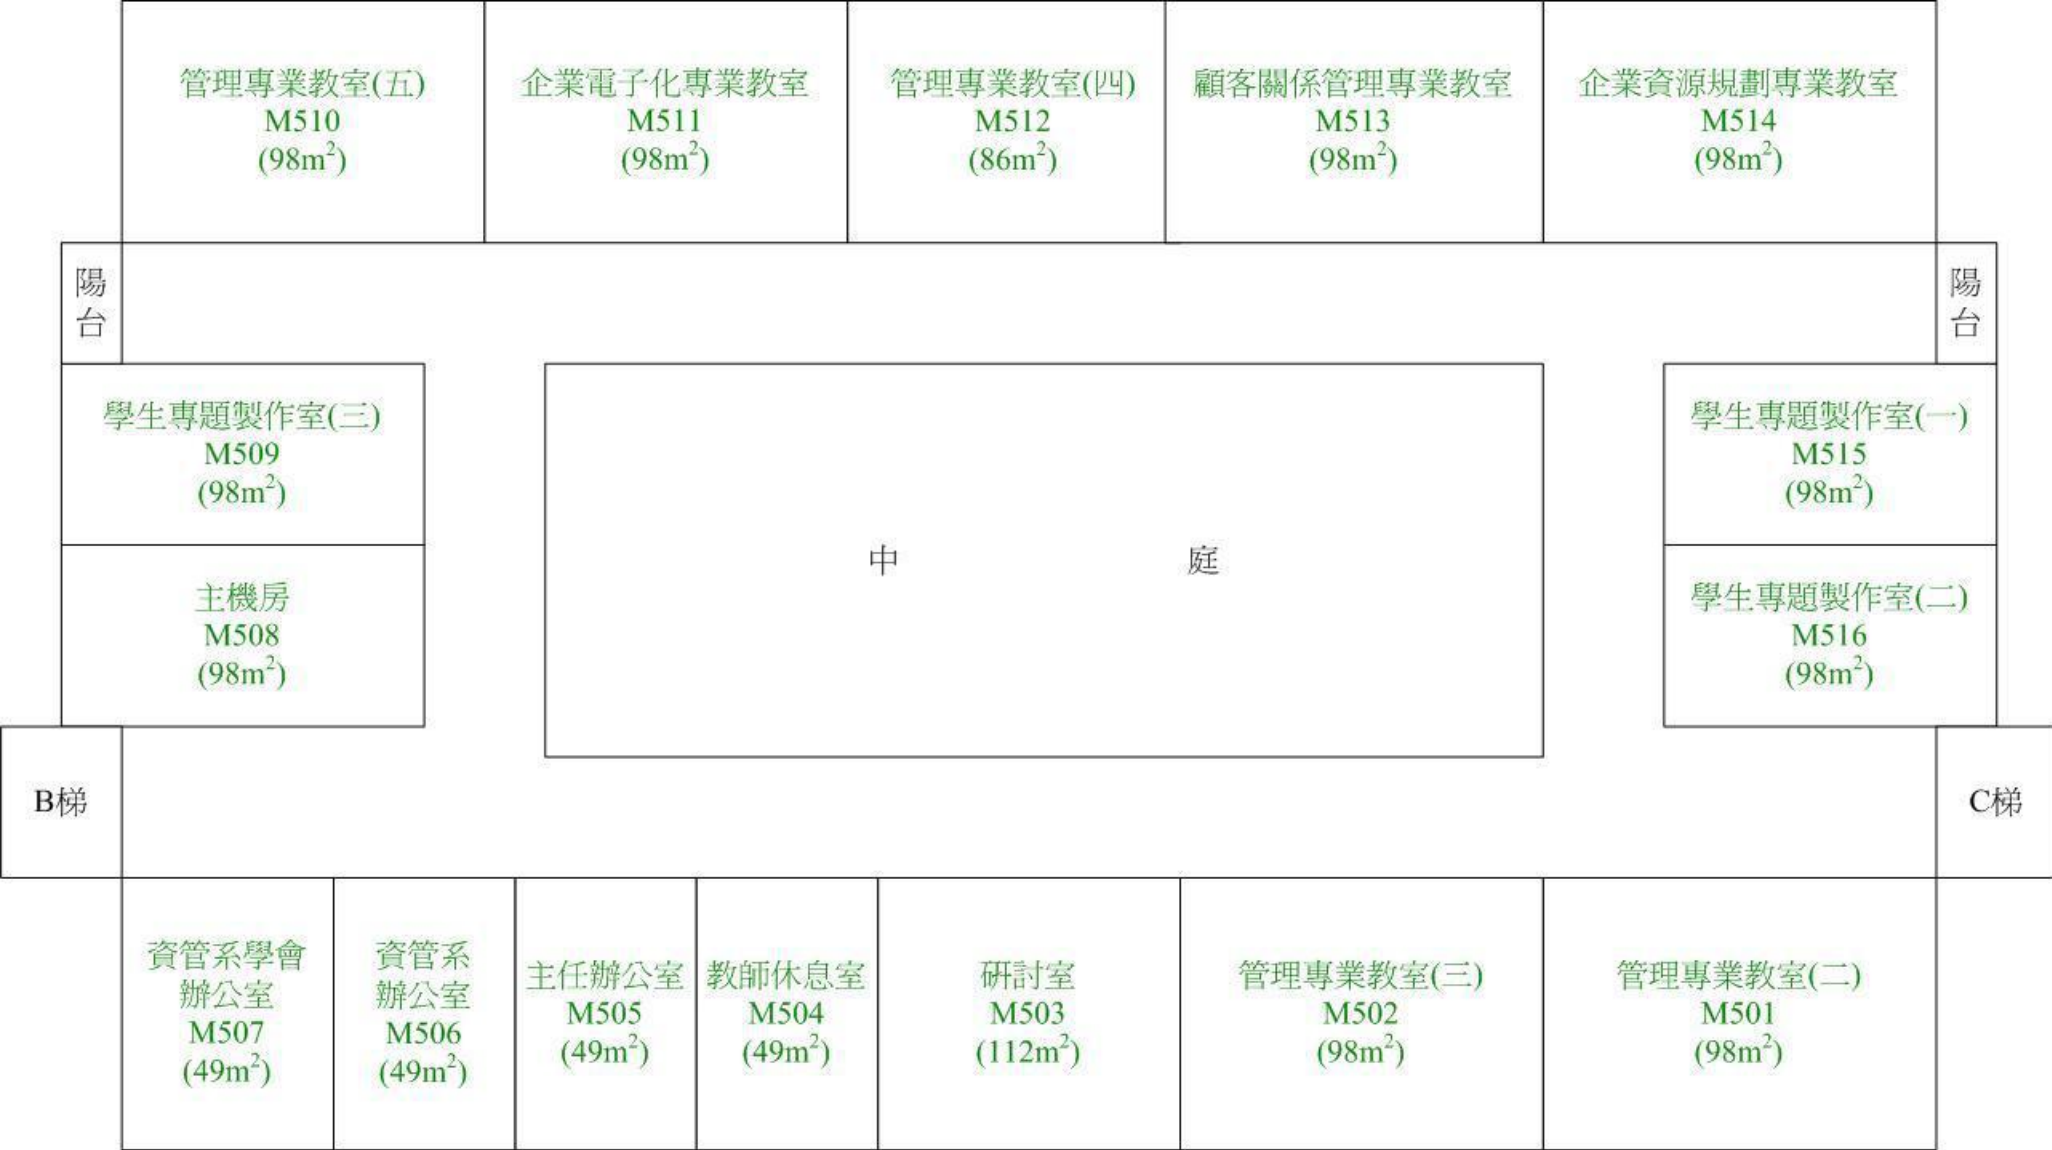 管理專業教室(五)
M510
(98m²)
企業電子化專業教室
M511
(98m²)
管理專業教室(四)
M512
(86m²)
顧客關係管理專業教室
M513
(98m²)
企業資源規劃專業教室
M514
(98m²)
陽
台
陽
台
學生專題製作室(三)
M509
(98m²)
學生專題製作室(一)
M515
(98m²)
中 庭
主機房
M508
(98m²)
學生專題製作室(二)
M516
(98m²)
B梯
C梯
資管系學會
辦公室
M507
(49m²)
資管系
辦公室
M506
(49m²)
主任辦公室
M505
(49m²)
教師休息室
M504
(49m²)
研討室
M503
(112m²)
管理專業教室(三)
M502
(98m²)
管理專業教室(二)
M501
(98m²)